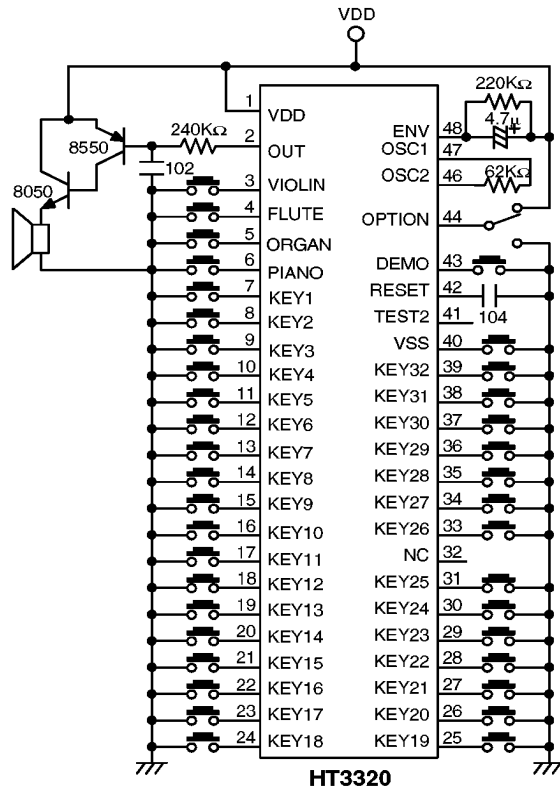 VDD
220KΩ
4.7μ
+
8550
8050
240KΩ
102
62KΩ
104
1 VDD
2 OUT
3 VIOLIN
4 FLUTE
5 ORGAN
6 PIANO
7 KEY1
8 KEY2
9 KEY3
10 KEY4
11 KEY5
12 KEY6
13 KEY7
14 KEY8
15 KEY9
16 KEY10
17 KEY11
18 KEY12
19 KEY13
20 KEY14
21 KEY15
22 KEY16
23 KEY17
24 KEY18
ENV 48
OSC1 47
OSC2 46
OPTION 44
DEMO 43
RESET 42
TEST2 41
VSS 40
KEY32 39
KEY31 38
KEY30 37
KEY29 36
KEY28 35
KEY27 34
KEY26 33
NC 32
KEY25 31
KEY24 30
KEY23 29
KEY22 28
KEY21 27
KEY20 26
KEY19 25
HT3320